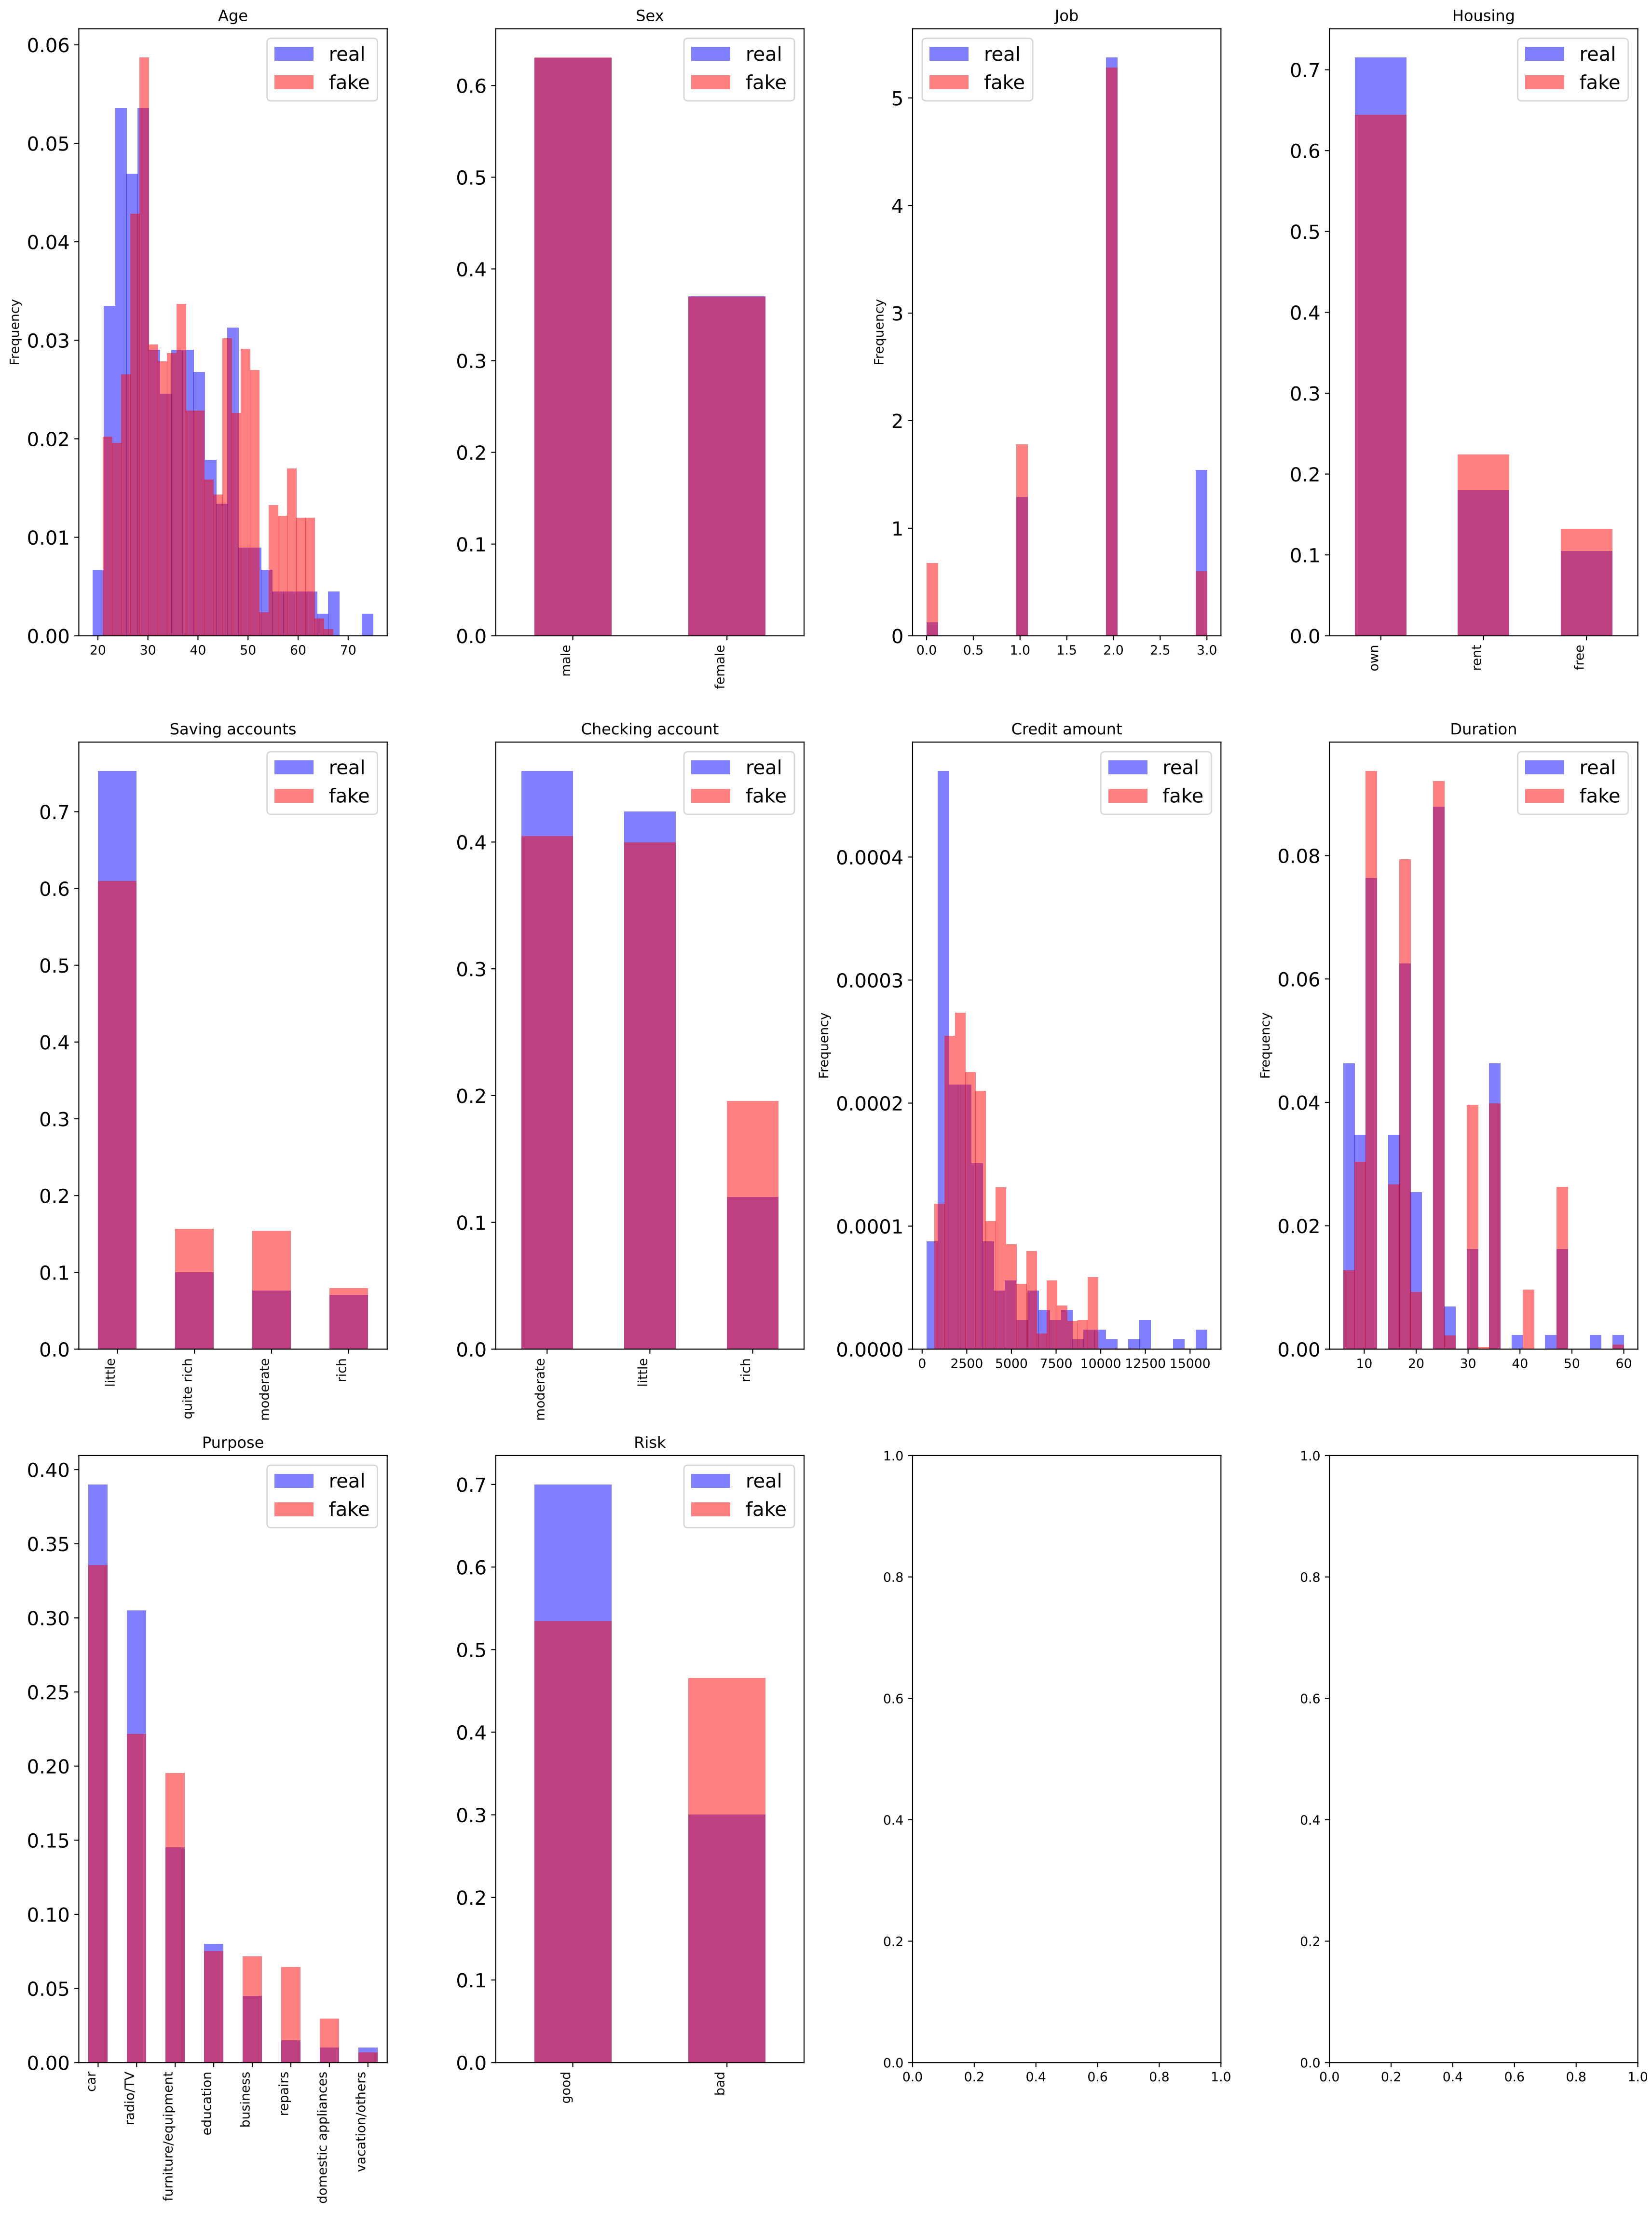 Age
real
fake
Frequency
0.06
0.05
0.04
0.03
0.02
0.01
0.00
20 30 40 50 60 70
Sex
real
fake
0.6
0.5
0.4
0.3
0.2
0.1
0.0
male
female
Job
real
fake
Frequency
5
4
3
2
1
0
0.0 0.5 1.0 1.5 2.0 2.5 3.0
Housing
real
fake
0.7
0.6
0.5
0.4
0.3
0.2
0.1
0.0
own
rent
free
Saving accounts
real
fake
0.7
0.6
0.5
0.4
0.3
0.2
0.1
0.0
little
quite rich
moderate
rich
Checking account
real
fake
0.4
0.3
0.2
0.1
0.0
moderate
little
rich
Credit amount
real
fake
Frequency
0.0004
0.0003
0.0002
0.0001
0.0000
0 2500 5000 7500 10000 12500 15000
Duration
real
fake
Frequency
0.08
0.06
0.04
0.02
0.00
10 20 30 40 50 60
Purpose
real
fake
0.40
0.35
0.30
0.25
0.20
0.15
0.10
0.05
0.00
car
radio/TV
furniture/equipment
education
business
repairs
domestic appliances
vacation/others
Risk
real
fake
0.7
0.6
0.5
0.4
0.3
0.2
0.1
0.0
good
bad
1.0
0.8
0.6
0.4
0.2
0.0
0.0 0.2 0.4 0.6 0.8 1.0
1.0
0.8
0.6
0.4
0.2
0.0
0.0 0.2 0.4 0.6 0.8 1.0